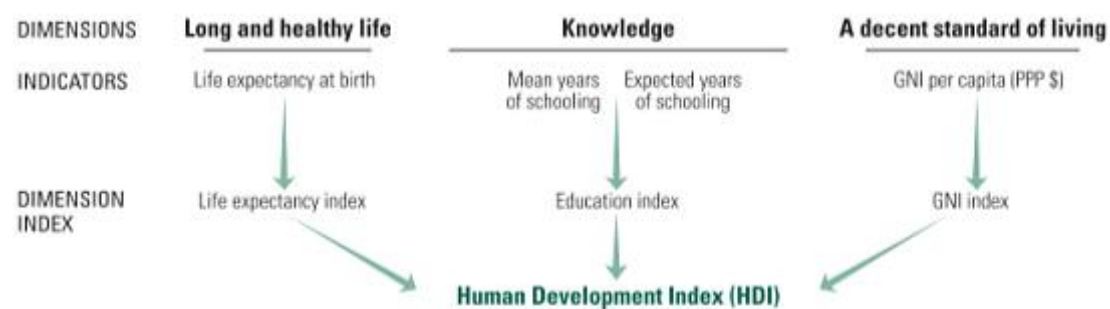 DIMENSIONS Long and healthy life Knowledge A decent standard of living
INDICATORS Life expectancy at birth Mean years Expected years GNI per capita (PPP $)
of schooling of schooling
DIMENSION Life expectancy index Education index GNI index
INDEX
Human Development Index (HDI)